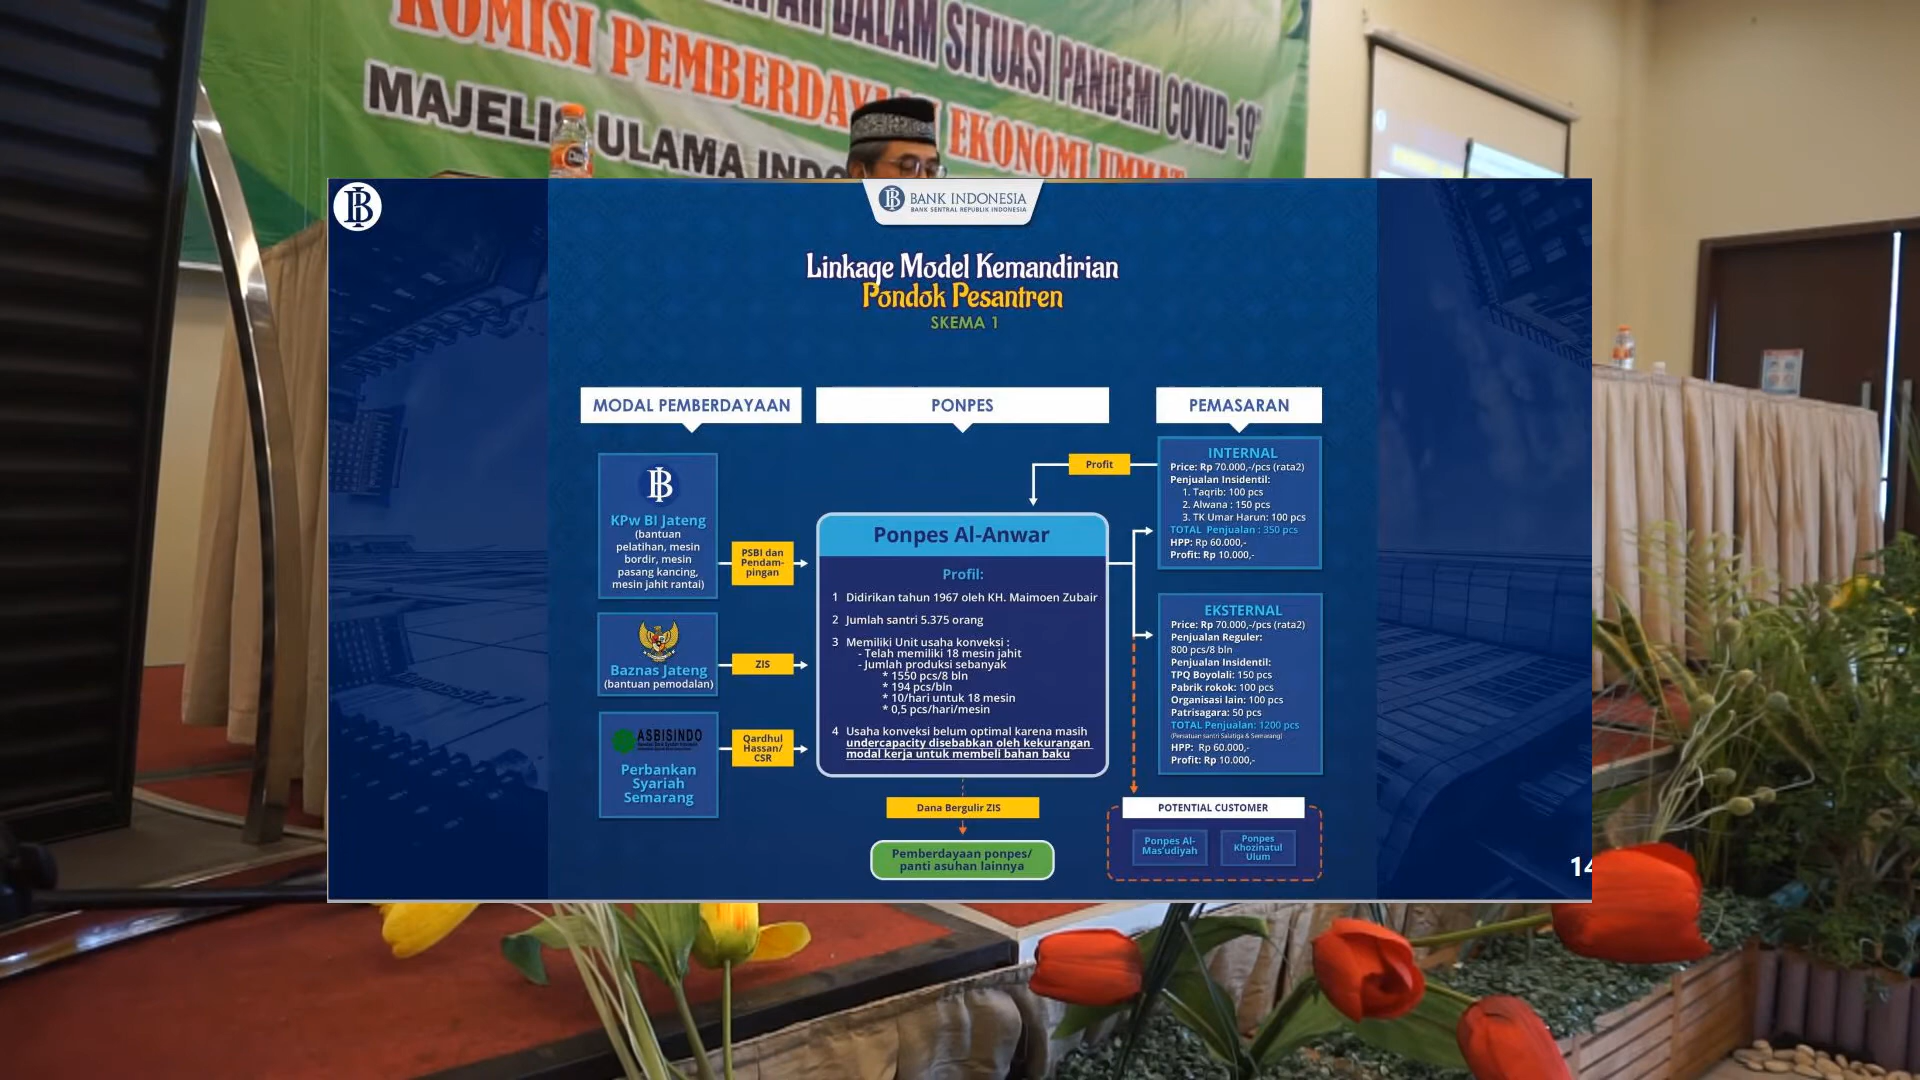 DALAM SITUASI PANDEMI COVID-19
KOMISI PEMBERDAYA EKONOMI UMMAT
MAJELIS ULAMA INDO
BANK INDONESIA
BANK SENTRAL REPUBLIK INDONESIA
Linkage Model Kemandirian
Pondok Pesantren
SKEMA 1
MODAL PEMBERDAYAAN
PONPES
PEMASARAN
KPw BI Jateng
(bantuan
pelatihan, mesin
bordir, mesin
pasang kancing,
mesin jahit rantai)
PSBI dan
Pendam-
pingan
Baznas Jateng
(bantuan pemodalan)
ZIS
ASBISINDO
Perbankan
Syariah
Semarang
Qardhul
Hassan/
CSR
Ponpes Al-Anwar
Profil:
1 Didirikan tahun 1967 oleh KH. Maimoen Zubair
2 Jumlah santri 5.375 orang
3 Memiliki Unit usaha konveksi :
- Telah memiliki 18 mesin jahit
- Jumlah produksi sebanyak
* 1550 pcs/8 bln
* 194 pcs/bln
* 10/hari untuk 18 mesin
* 0,5 pcs/hari/mesin
4 Usaha konveksi belum optimal karena masih
undercapacity disebabkan oleh kekurangan
modal kerja untuk membeli bahan baku
Dana Bergulir ZIS
Pemberdayaan ponpes/
panti asuhan lainnya
Profit
INTERNAL
Price: Rp 70.000,-/pcs (rata2)
Penjualan Insidentil:
1. Taqrib: 100 pcs
2. Alwana : 150 pcs
3. TK Umar Harun: 100 pcs
TOTAL Penjualan : 350 pcs
HPP: Rp 60.000,-
Profit: Rp 10.000,-
EKSTERNAL
Price: Rp 70.000,-/pcs (rata2)
Penjualan Reguler:
800 pcs/8 bln
Penjualan Insidentil:
TPQ Boyolali: 150 pcs
Pabrik rokok: 100 pcs
Organisasi lain: 100 pcs
Patrisagara: 50 pcs
TOTAL Penjualan: 1200 pcs
(Persatuan santri Salatiga & Semarang)
HPP: Rp 60.000,-
Profit: Rp 10.000,-
POTENTIAL CUSTOMER
Ponpes Al-
Mas'udiyah
Ponpes
Khozinatul
Ulum
14